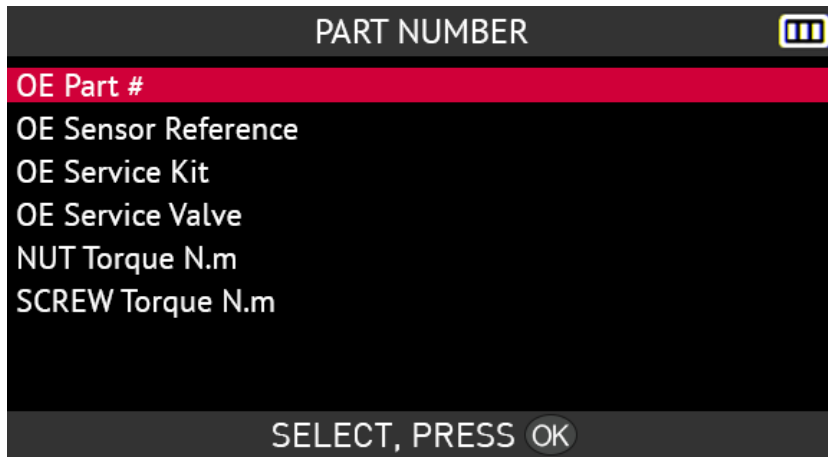 PART NUMBER
OE Part #
OE Sensor Reference
OE Service Kit
OE Service Valve
NUT Torque N.m
SCREW Torque N.m
SELECT, PRESS OK